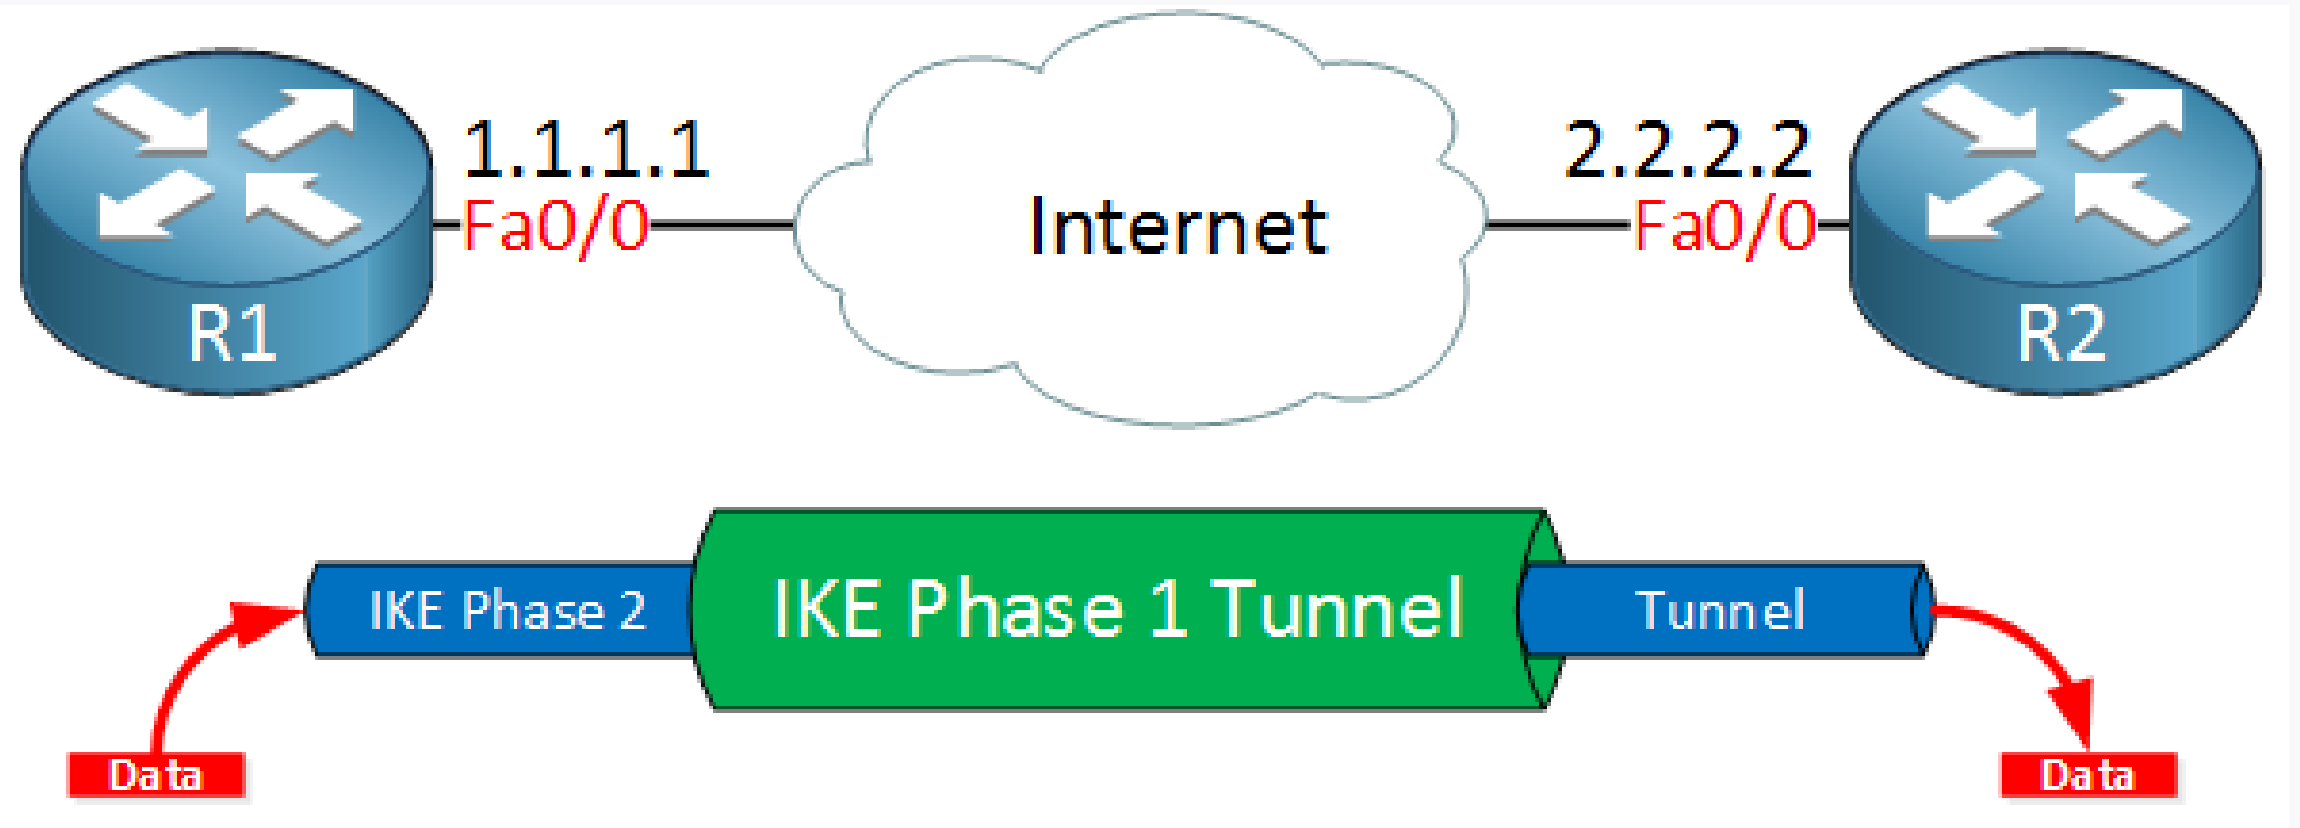 1.1.1.1
Fa0/0
R1
Internet
2.2.2.2
Fa0/0
R2
IKE Phase 2
IKE Phase 1 Tunnel
Tunnel
Data
Data